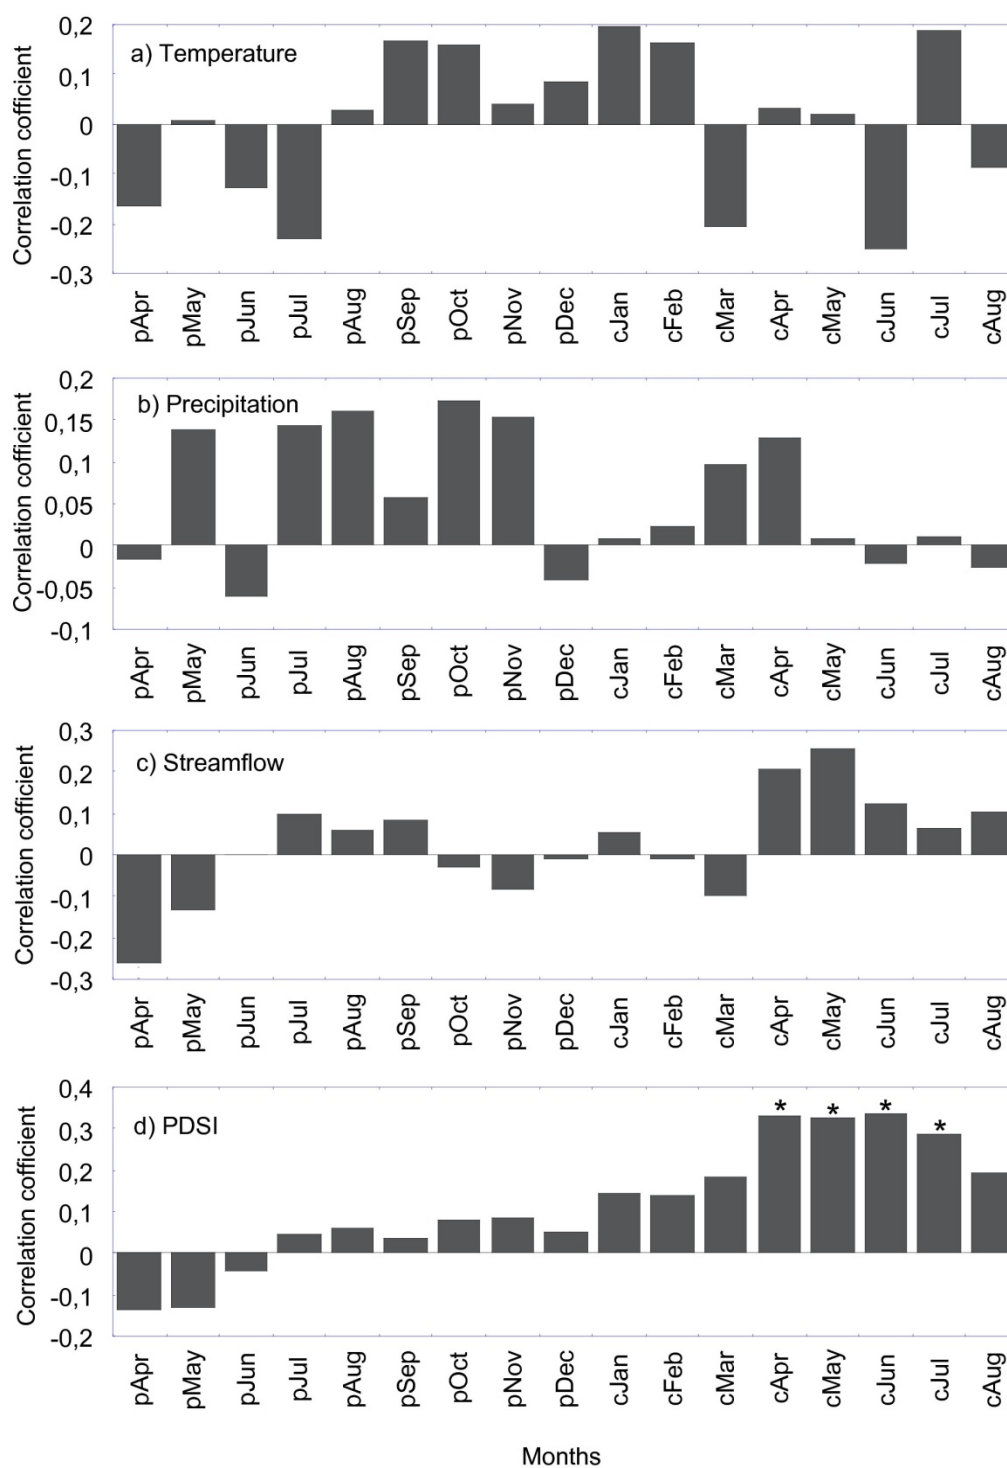 a) Temperature
Correlation cofficient
0,2
0,1
0
-0,1
-0,2
-0,3
pApr pMay pJun pJul pAug pSep pOct pNov pDec cJan cFeb cMar cApr cMay cJun cJul cAug
b) Precipitation
Correlation cofficient
0,2
0,15
0,1
0,05
0
-0,05
-0,1
pApr pMay pJun pJul pAug pSep pOct pNov pDec cJan cFeb cMar cApr cMay cJun cJul cAug
c) Streamflow
Correlation cofficient
0,3
0,2
0,1
0
-0,1
-0,2
-0,3
pApr pMay pJun pJul pAug pSep pOct pNov pDec cJan cFeb cMar cApr cMay cJun cJul cAug
d) PDSI
Correlation cofficient
0,4
0,3
0,2
0,1
0
-0,1
-0,2
* * * *
pApr pMay pJun pJul pAug pSep pOct pNov pDec cJan cFeb cMar cApr cMay cJun cJul cAug
Months